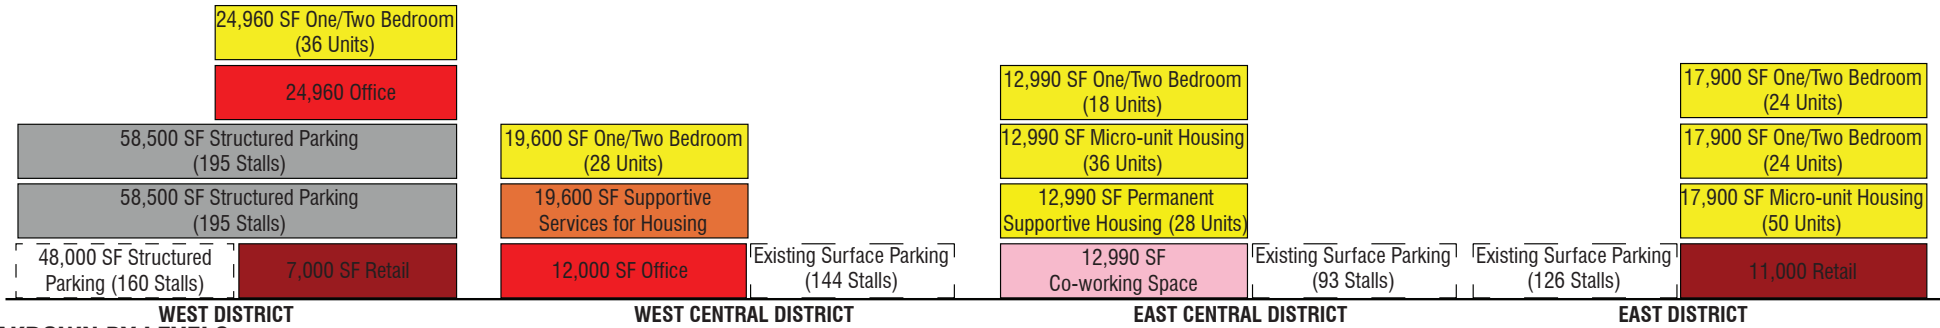 24,960 SF One/Two Bedroom
(36 Units)
24,960 Office
58,500 SF Structured Parking
(195 Stalls)
58,500 SF Structured Parking
(195 Stalls)
48,000 SF Structured
Parking (160 Stalls)
7,000 SF Retail
WEST DISTRICT
19,600 SF One/Two Bedroom
(28 Units)
19,600 SF Supportive
Services for Housing
12,000 SF Office
Existing Surface Parking
(144 Stalls)
WEST CENTRAL DISTRICT
12,990 SF One/Two Bedroom
(18 Units)
12,990 SF Micro-unit Housing
(36 Units)
12,990 SF Permanent
Supportive Housing (28 Units)
12,990 SF
Co-working Space
Existing Surface Parking
(93 Stalls)
EAST CENTRAL DISTRICT
17,900 SF One/Two Bedroom
(24 Units)
17,900 SF One/Two Bedroom
(24 Units)
17,900 SF Micro-unit Housing
(50 Units)
Existing Surface Parking
(126 Stalls)
11,000 Retail
EAST DISTRICT